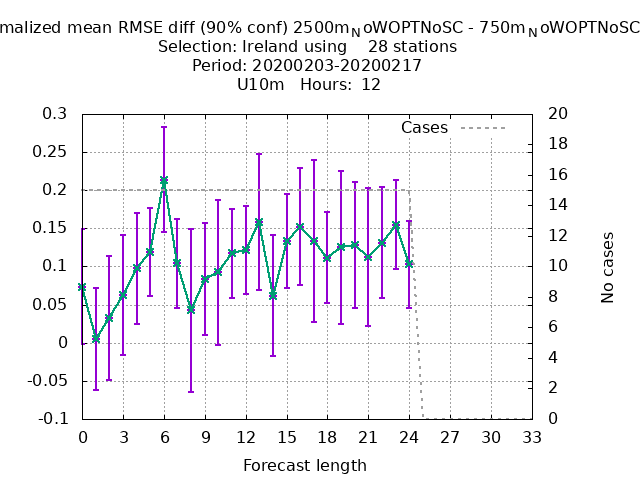 malized mean RMSE diff (90% conf) 2500mNoWOPTNoSC - 750mNoWOPTNoSC
Selection: Ireland using 28 stations
Period: 20200203-20200217
U10m Hours: 12
Cases
0.3
0.25
0.2
0.15
0.1
0.05
0
-0.05
-0.1
20
18
16
14
12
10
8
6
4
2
0
No cases
0 3 6 9 12 15 18 21 24 27 30 33
Forecast length